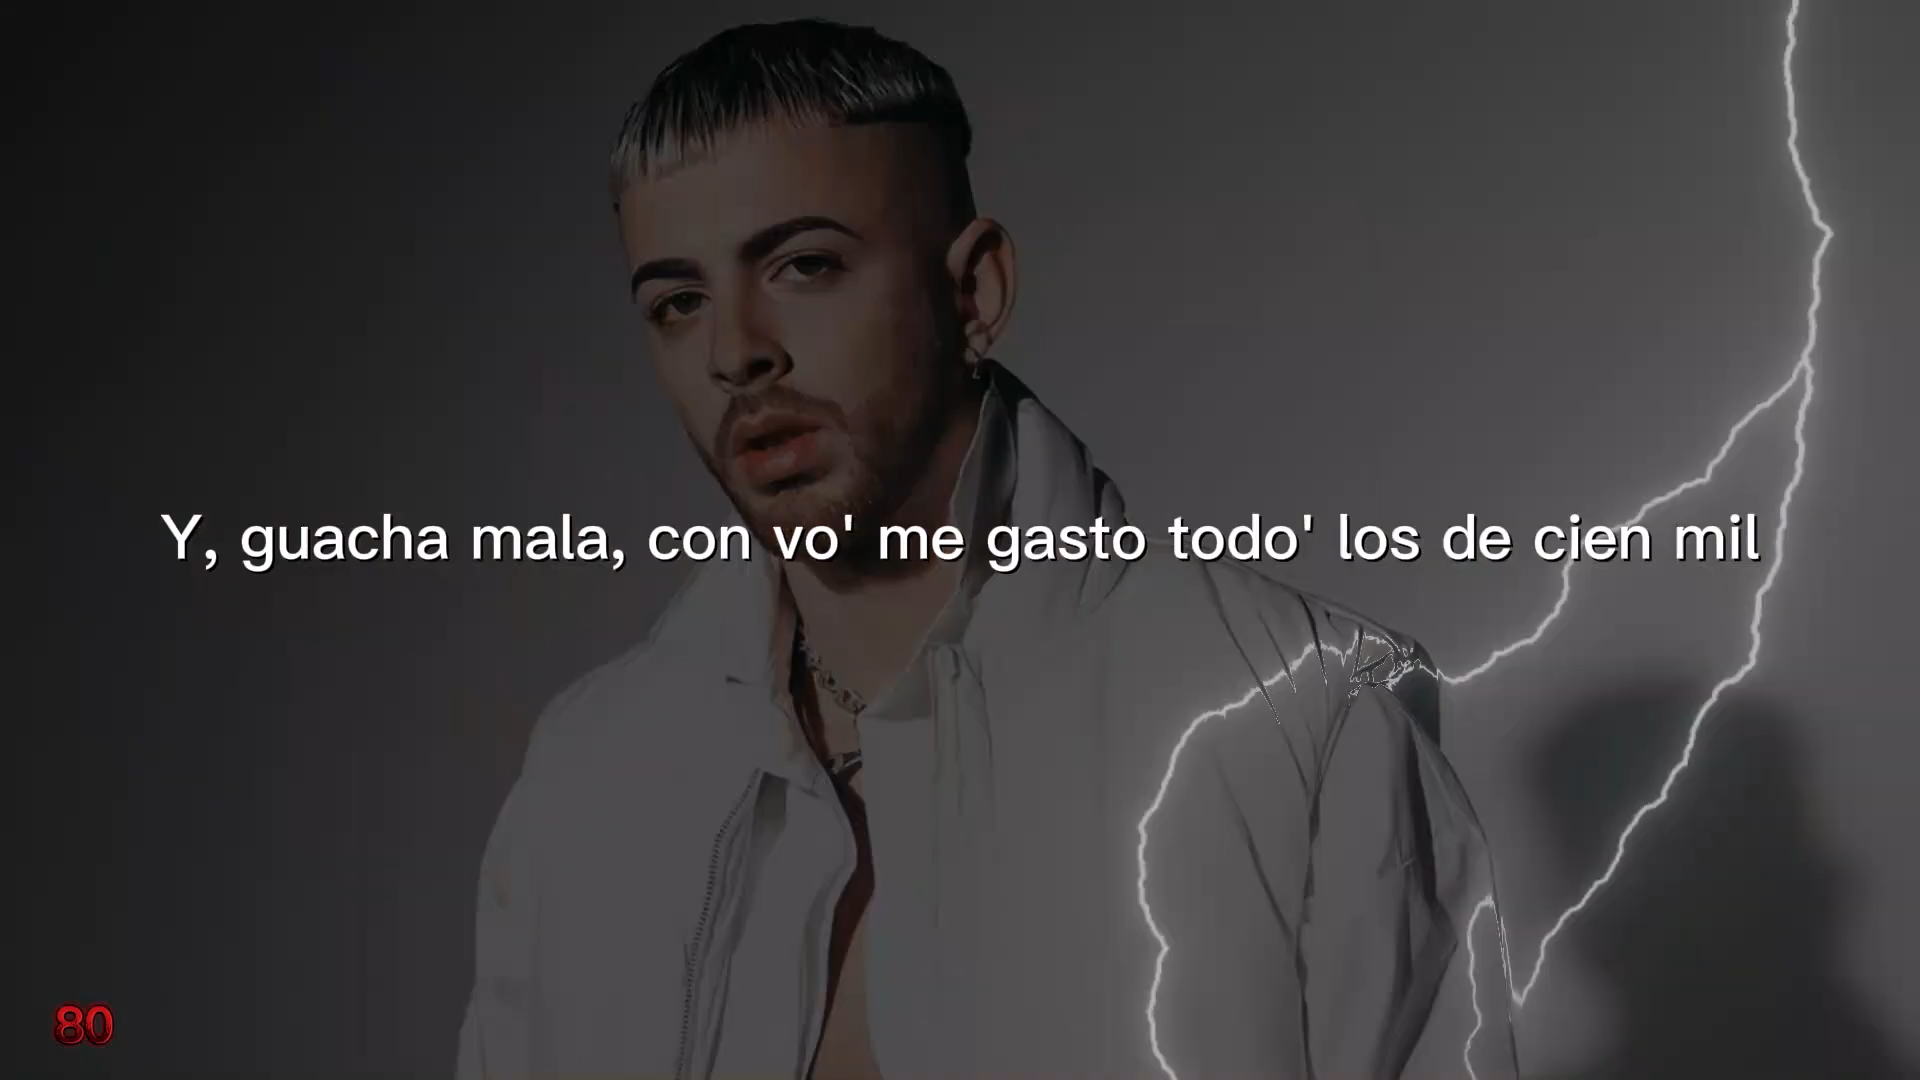 Y, guacha mala, con vo' me gasto todo' los de cien mil
80